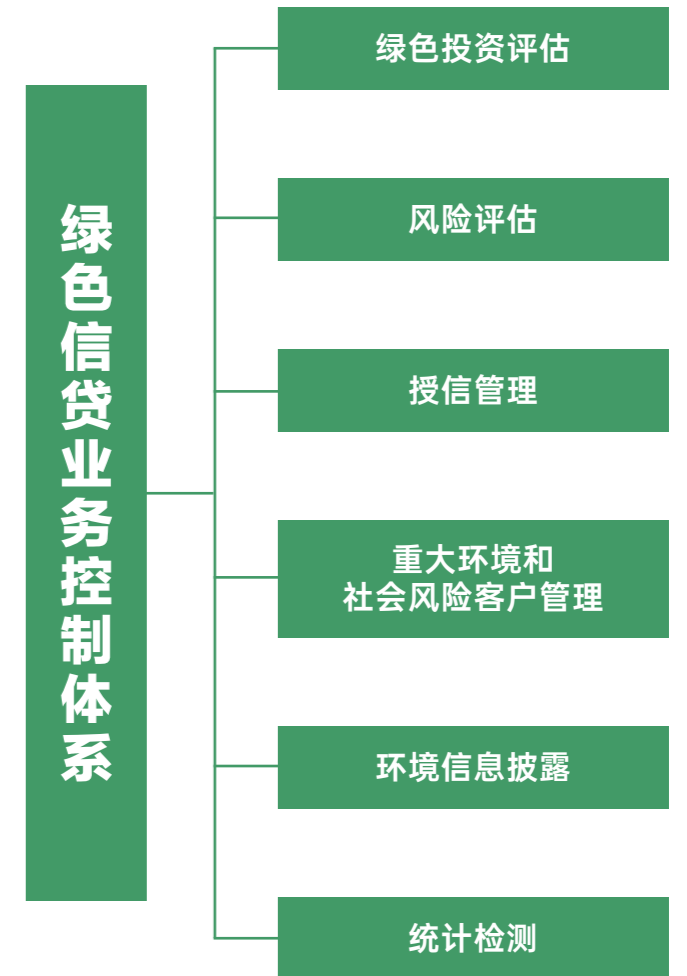 绿色信贷业务控制体系
绿色投资评估
风险评估
授信管理
重大环境和
社会风险客户管理
环境信息披露
统计检测